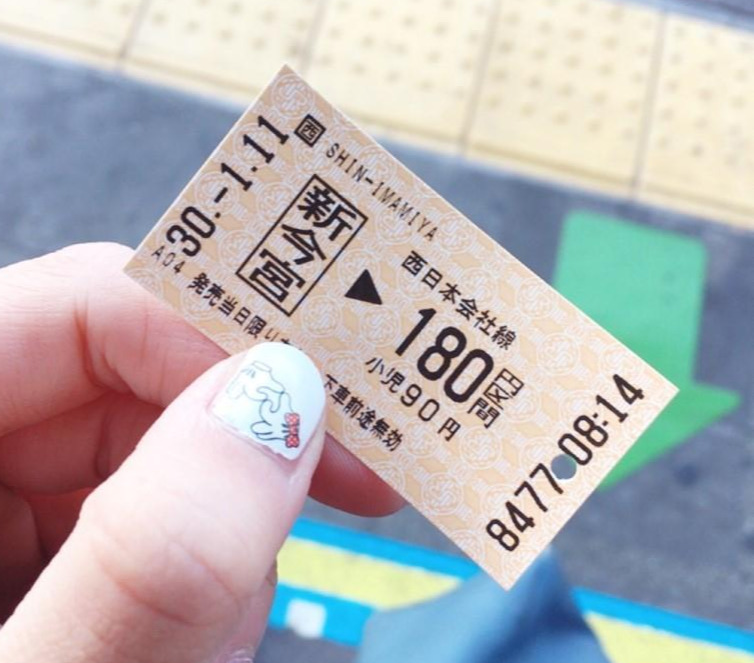 30.-1.11
西 SHIN-IMAMIYA
新今宮
▶
西日本会社線
180円区間
小児90円
A04 発売当日限り
下車前途無効
8477 08:14